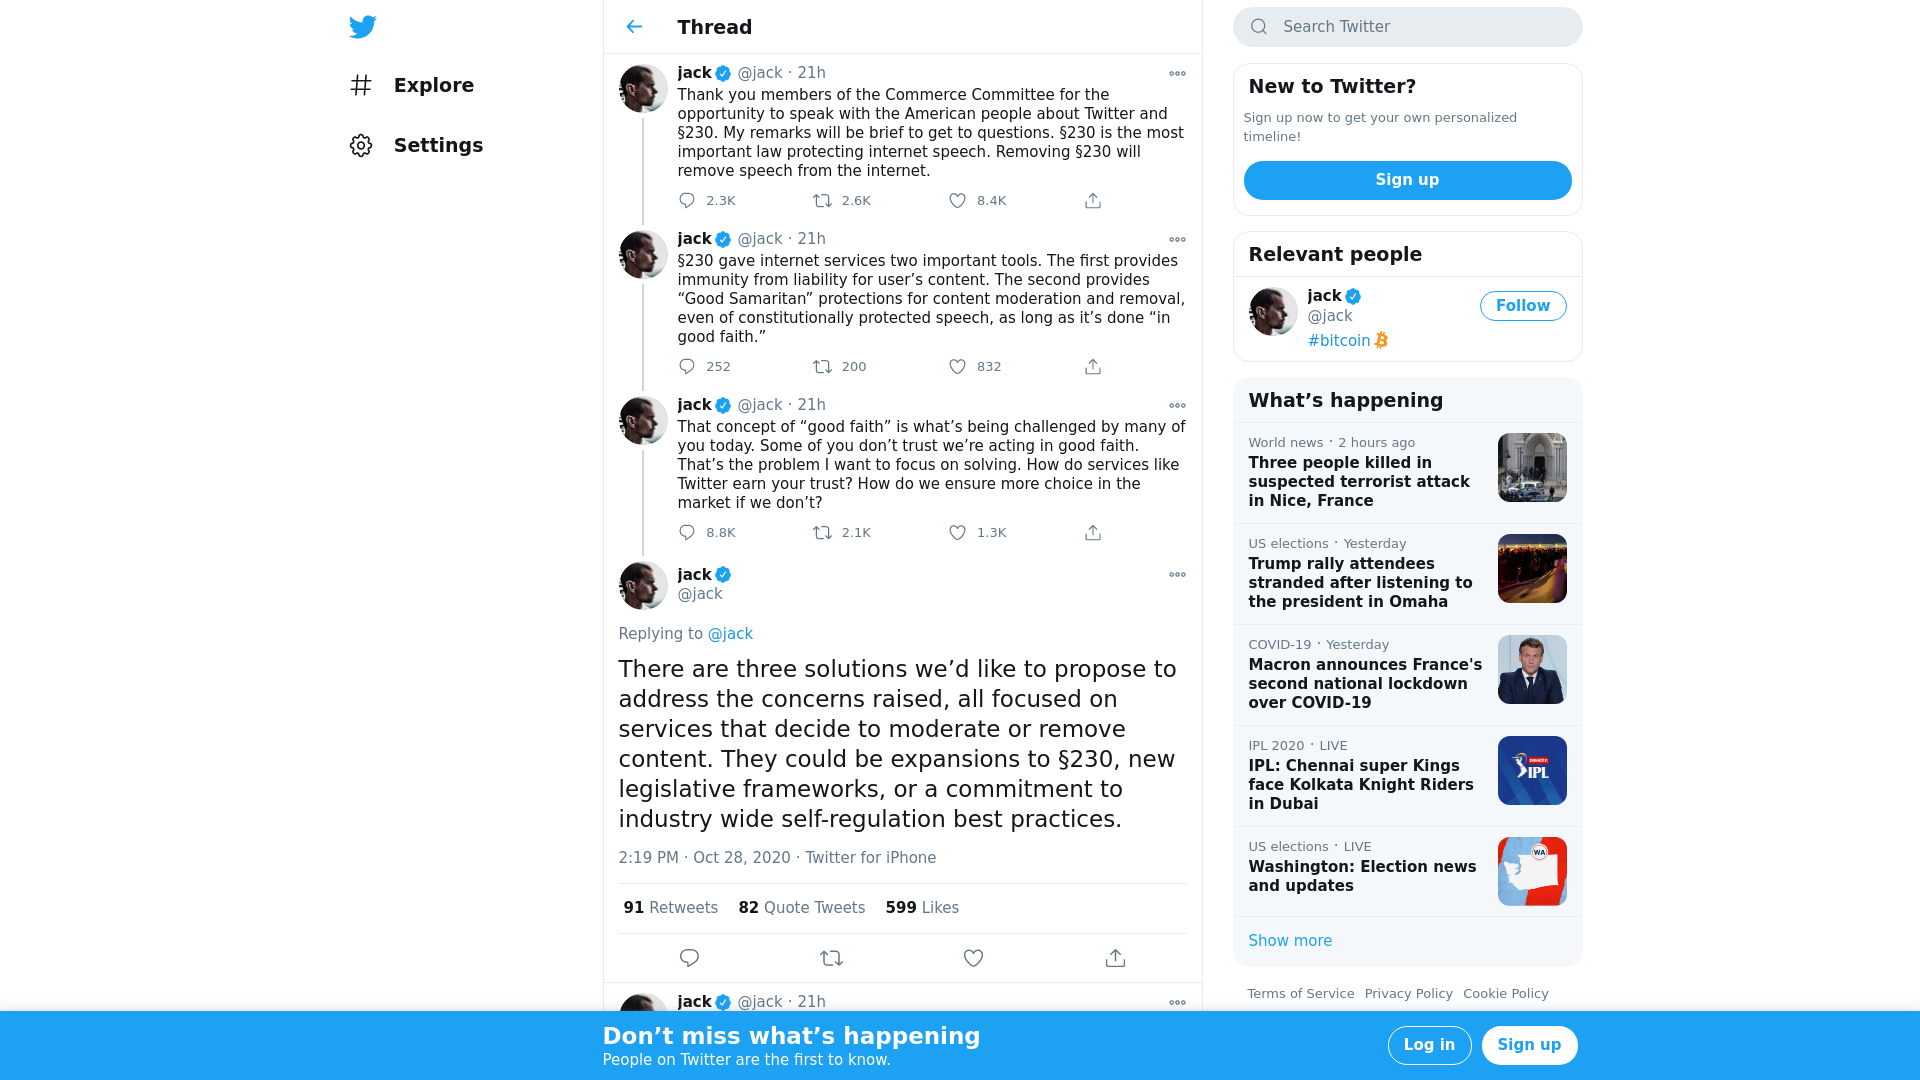 Explore
Settings
Thread
jack @jack · 21h
Thank you members of the Commerce Committee for the
opportunity to speak with the American people about Twitter and
§230. My remarks will be brief to get to questions. §230 is the most
important law protecting internet speech. Removing §230 will
remove speech from the internet.
2.3K 2.6K 8.4K
jack @jack · 21h
§230 gave internet services two important tools. The first provides
immunity from liability for user’s content. The second provides
“Good Samaritan” protections for content moderation and removal,
even of constitutionally protected speech, as long as it’s done “in
good faith.”
252 200 832
jack @jack · 21h
That concept of “good faith” is what’s being challenged by many of
you today. Some of you don’t trust we’re acting in good faith.
That’s the problem I want to focus on solving. How do services like
Twitter earn your trust? How do we ensure more choice in the
market if we don’t?
8.8K 2.1K 1.3K
jack
@jack
Replying to @jack
There are three solutions we’d like to propose to
address the concerns raised, all focused on
services that decide to moderate or remove
content. They could be expansions to §230, new
legislative frameworks, or a commitment to
industry wide self-regulation best practices.
2:19 PM · Oct 28, 2020 · Twitter for iPhone
91 Retweets 82 Quote Tweets 599 Likes
jack @jack · 21h
Search Twitter
New to Twitter?
Sign up now to get your own personalized
timeline!
Sign up
Relevant people
jack
@jack
Follow
#bitcoin
What’s happening
World news · 2 hours ago
Three people killed in
suspected terrorist attack
in Nice, France
US elections · Yesterday
Trump rally attendees
stranded after listening to
the president in Omaha
COVID-19 · Yesterday
Macron announces France's
second national lockdown
over COVID-19
IPL 2020 · LIVE
IPL: Chennai super Kings
face Kolkata Knight Riders
in Dubai
IPL
US elections · LIVE
Washington: Election news
and updates
WA
Show more
Terms of Service Privacy Policy Cookie Policy
Don’t miss what’s happening
People on Twitter are the first to know.
Log in
Sign up